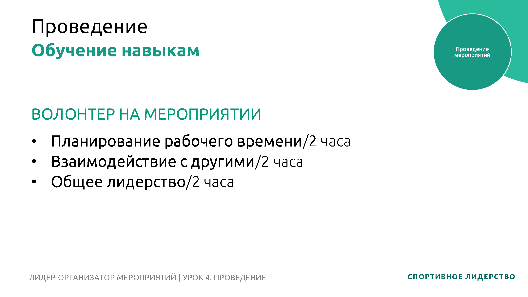 Проведение
Обучение навыкам
Проведение
мероприятий
ВОЛОНТЕР НА МЕРОПРИЯТИИ
• Планирование рабочего времени/2 часа
• Взаимодействие с другими/2 часа
• Общее лидерство/2 часа
ЛИДЕР-ОРГАНИЗАТОР МЕРОПРИЯТИЙ | УРОК 4. ПРОВЕДЕНИЕ
СПОРТИВНОЕ ЛИДЕРСТВО